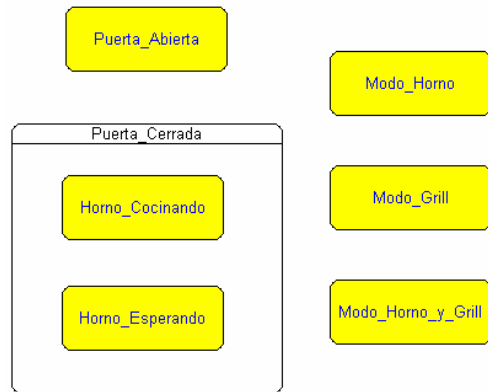 Puerta_Abierta
Puerta_Cerrada
Horno_Cocinando
Horno_Esperando
Modo_Horno
Modo_Grill
Modo_Horno_y_Grill